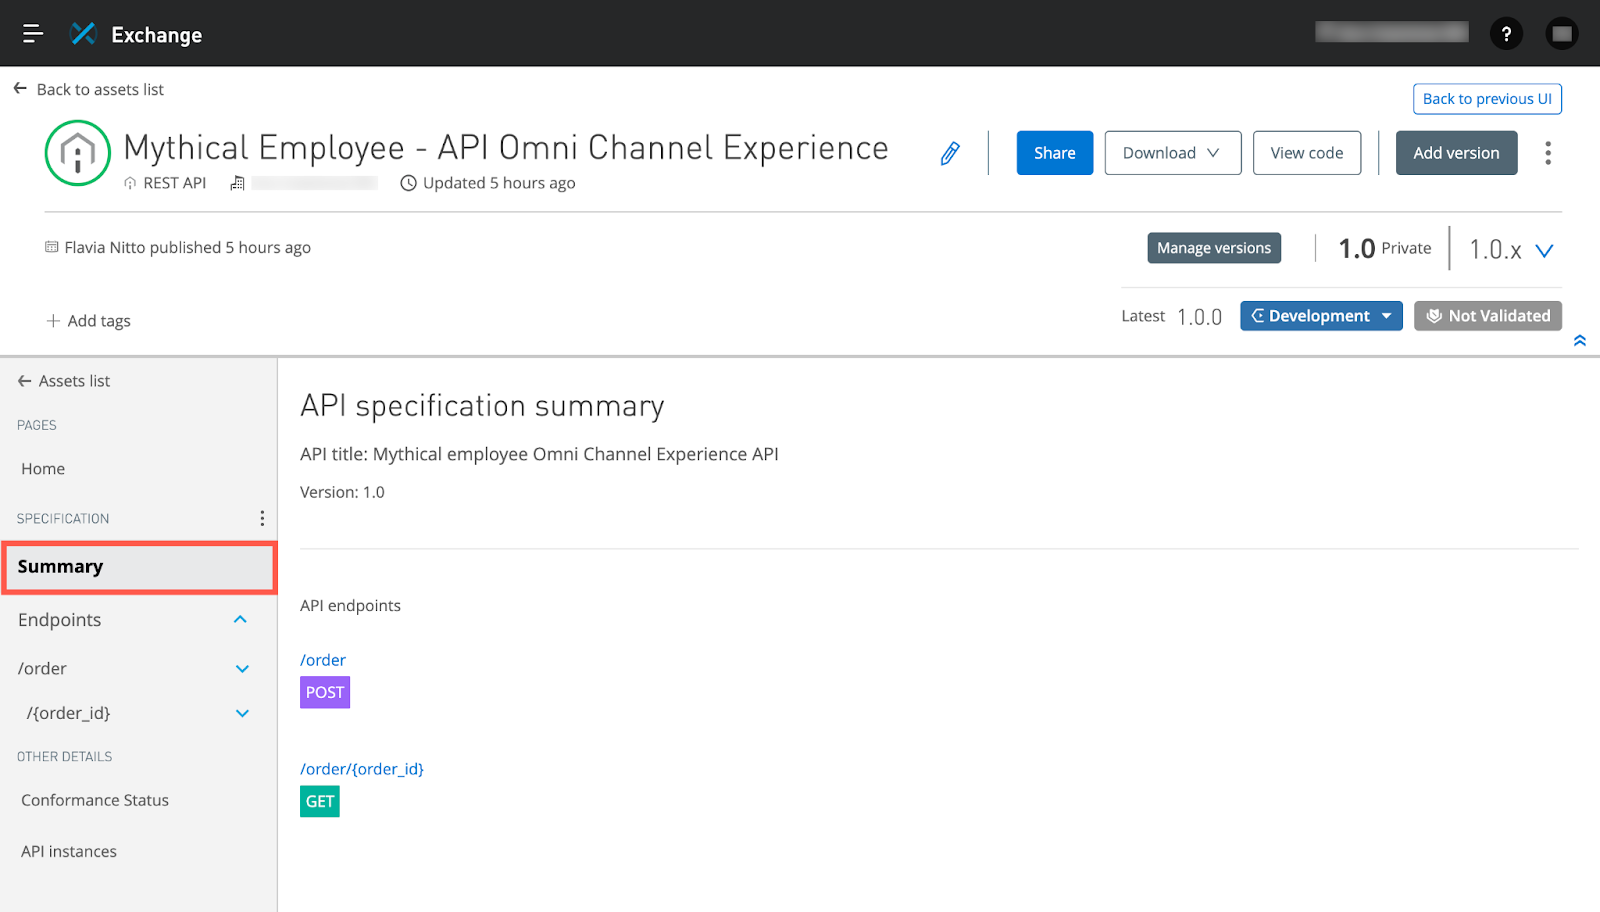 Exchange
?
Back to assets list
Back to previous UI
Mythical Employee - API Omni Channel Experience
Share
Download
View code
Add version
REST API
Updated 5 hours ago
Flavia Nitto published 5 hours ago
Manage versions
1.0 Private
1.0.x
Add tags
Latest 1.0.0
Development
Not Validated
Assets list
PAGES
Home
SPECIFICATION
Summary
Endpoints
/order
/{order_id}
OTHER DETAILS
Conformance Status
API instances
API specification summary
API title: Mythical employee Omni Channel Experience API
Version: 1.0
API endpoints
/order
POST
/order/{order_id}
GET